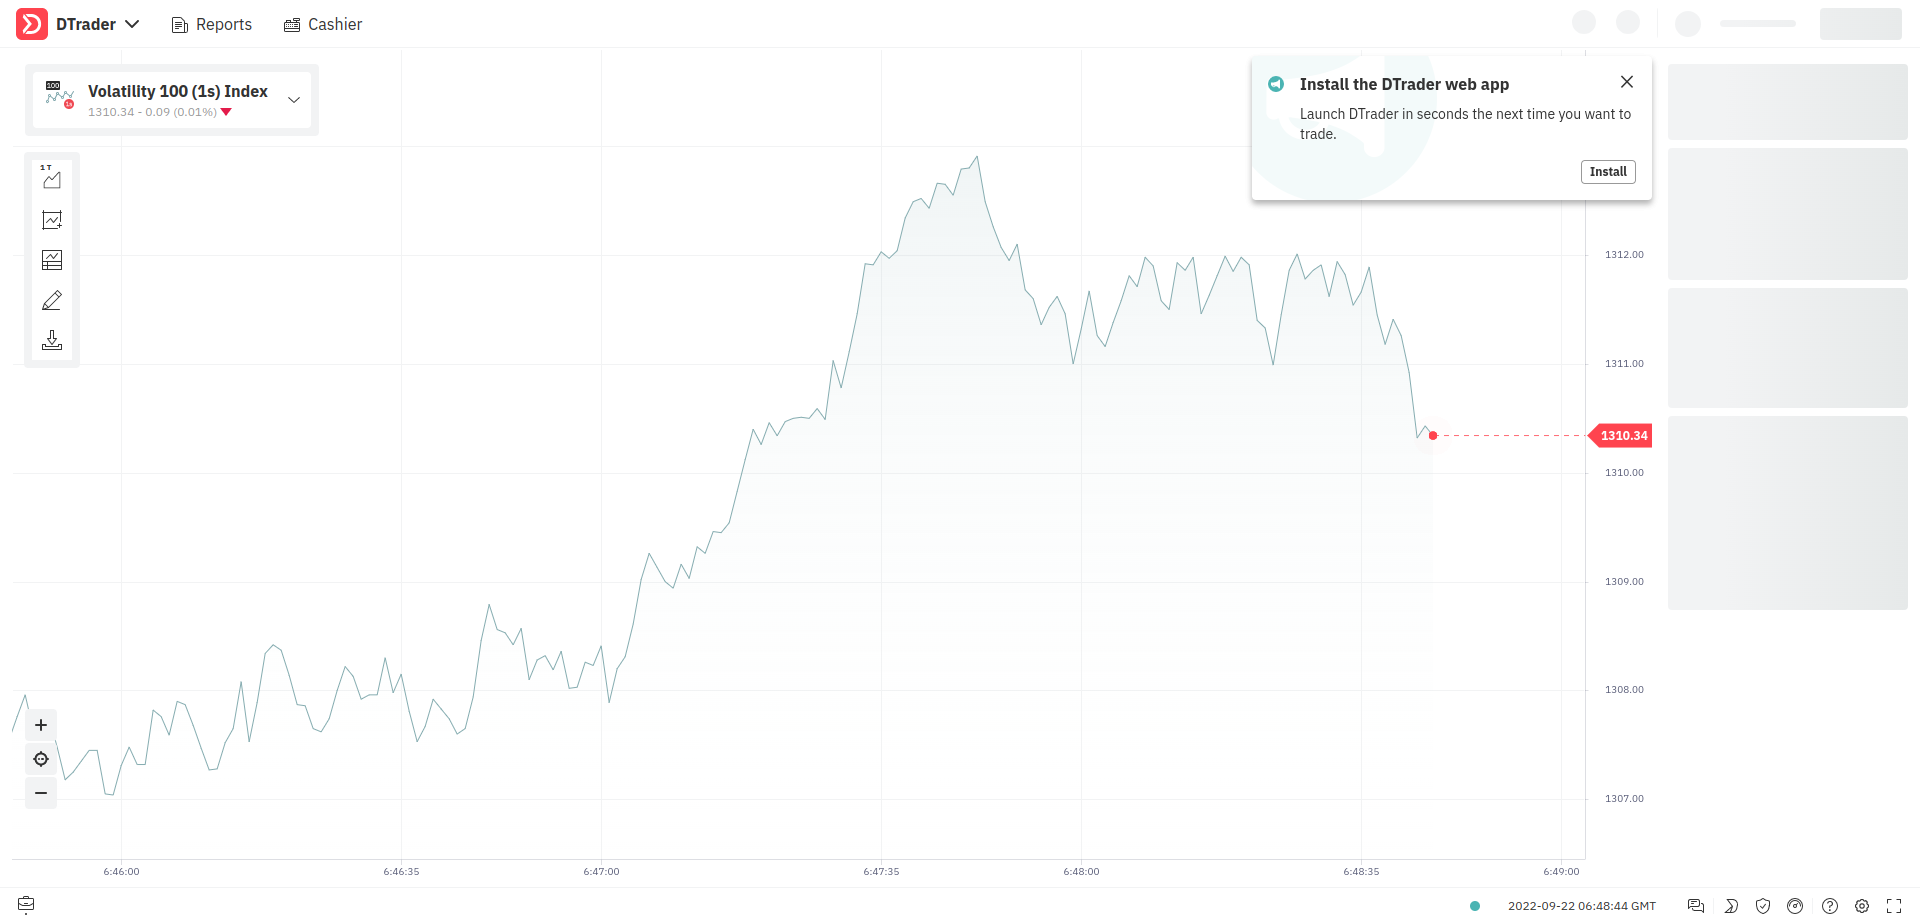 DTrader
Reports
Cashier
100
1s
Volatility 100 (1s) Index
1310.34 - 0.09 (0.01%)
1T
Install the DTrader web app
Launch DTrader in seconds the next time you want to
trade.
Install
1312.00
1311.00
1310.34
1310.00
1309.00
1308.00
1307.00
6:46:00
6:46:35
6:47:00
6:47:35
6:48:00
6:48:35
6:49:00
2022-09-22 06:48:44 GMT